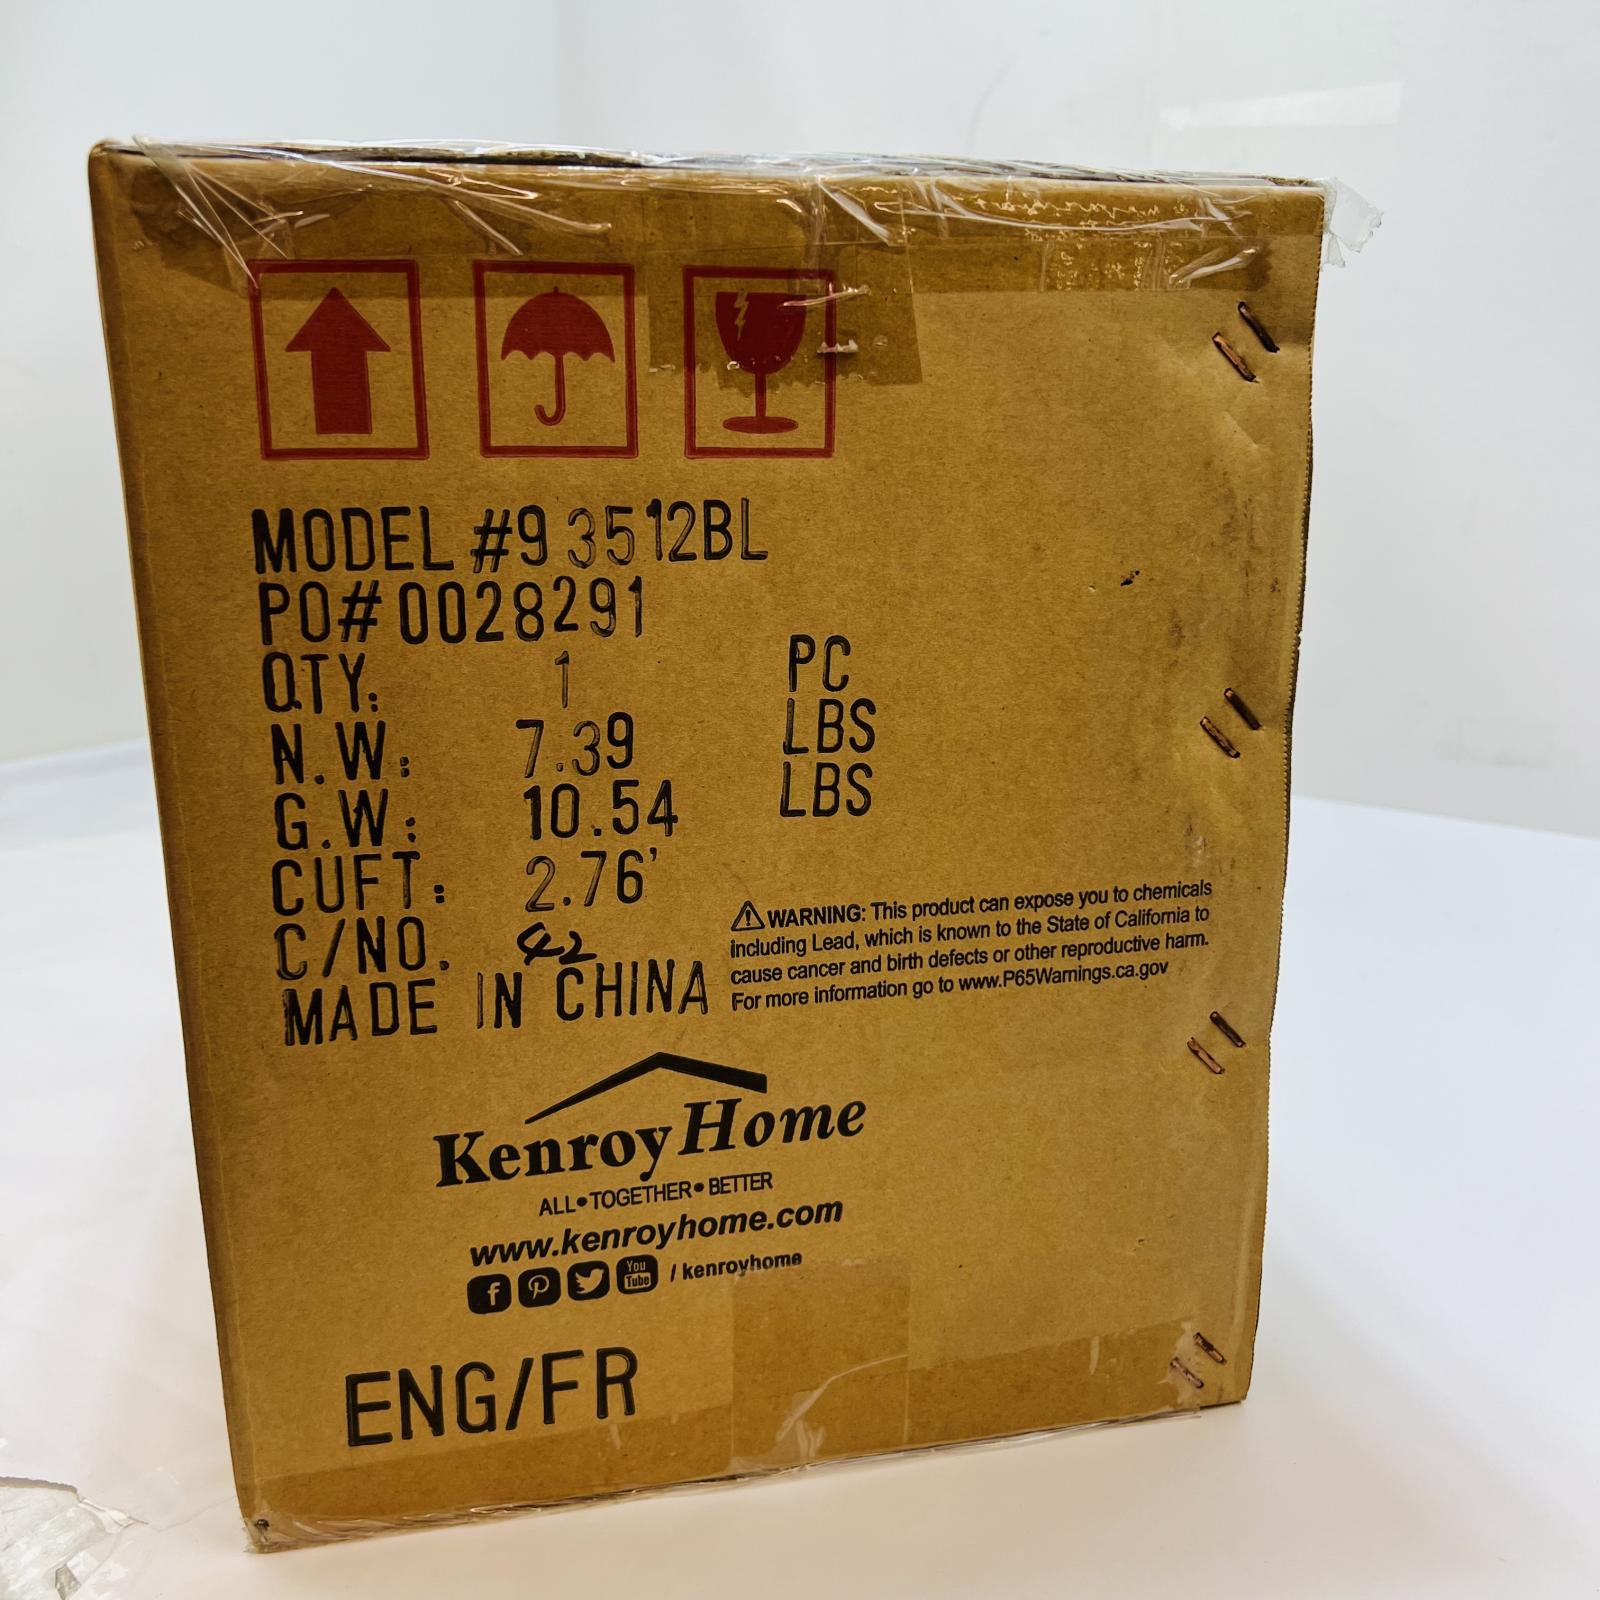 MODEL #93512BL
PO#0028291
QTY: 1 PC
N.W: 7.39 LBS
G.W: 10.54 LBS
CUFT: 2.76'
C/NO. 42
MADE IN CHINA
⚠WARNING: This product can expose you to chemicals
including Lead, which is known to the State of California to
cause cancer and birth defects or other reproductive harm.
For more information go to www.P65Warnings.ca.gov
KenroyHome
ALL•TOGETHER•BETTER
www.kenroyhome.com
You
Tube
/ kenroyhome
ENG/FR